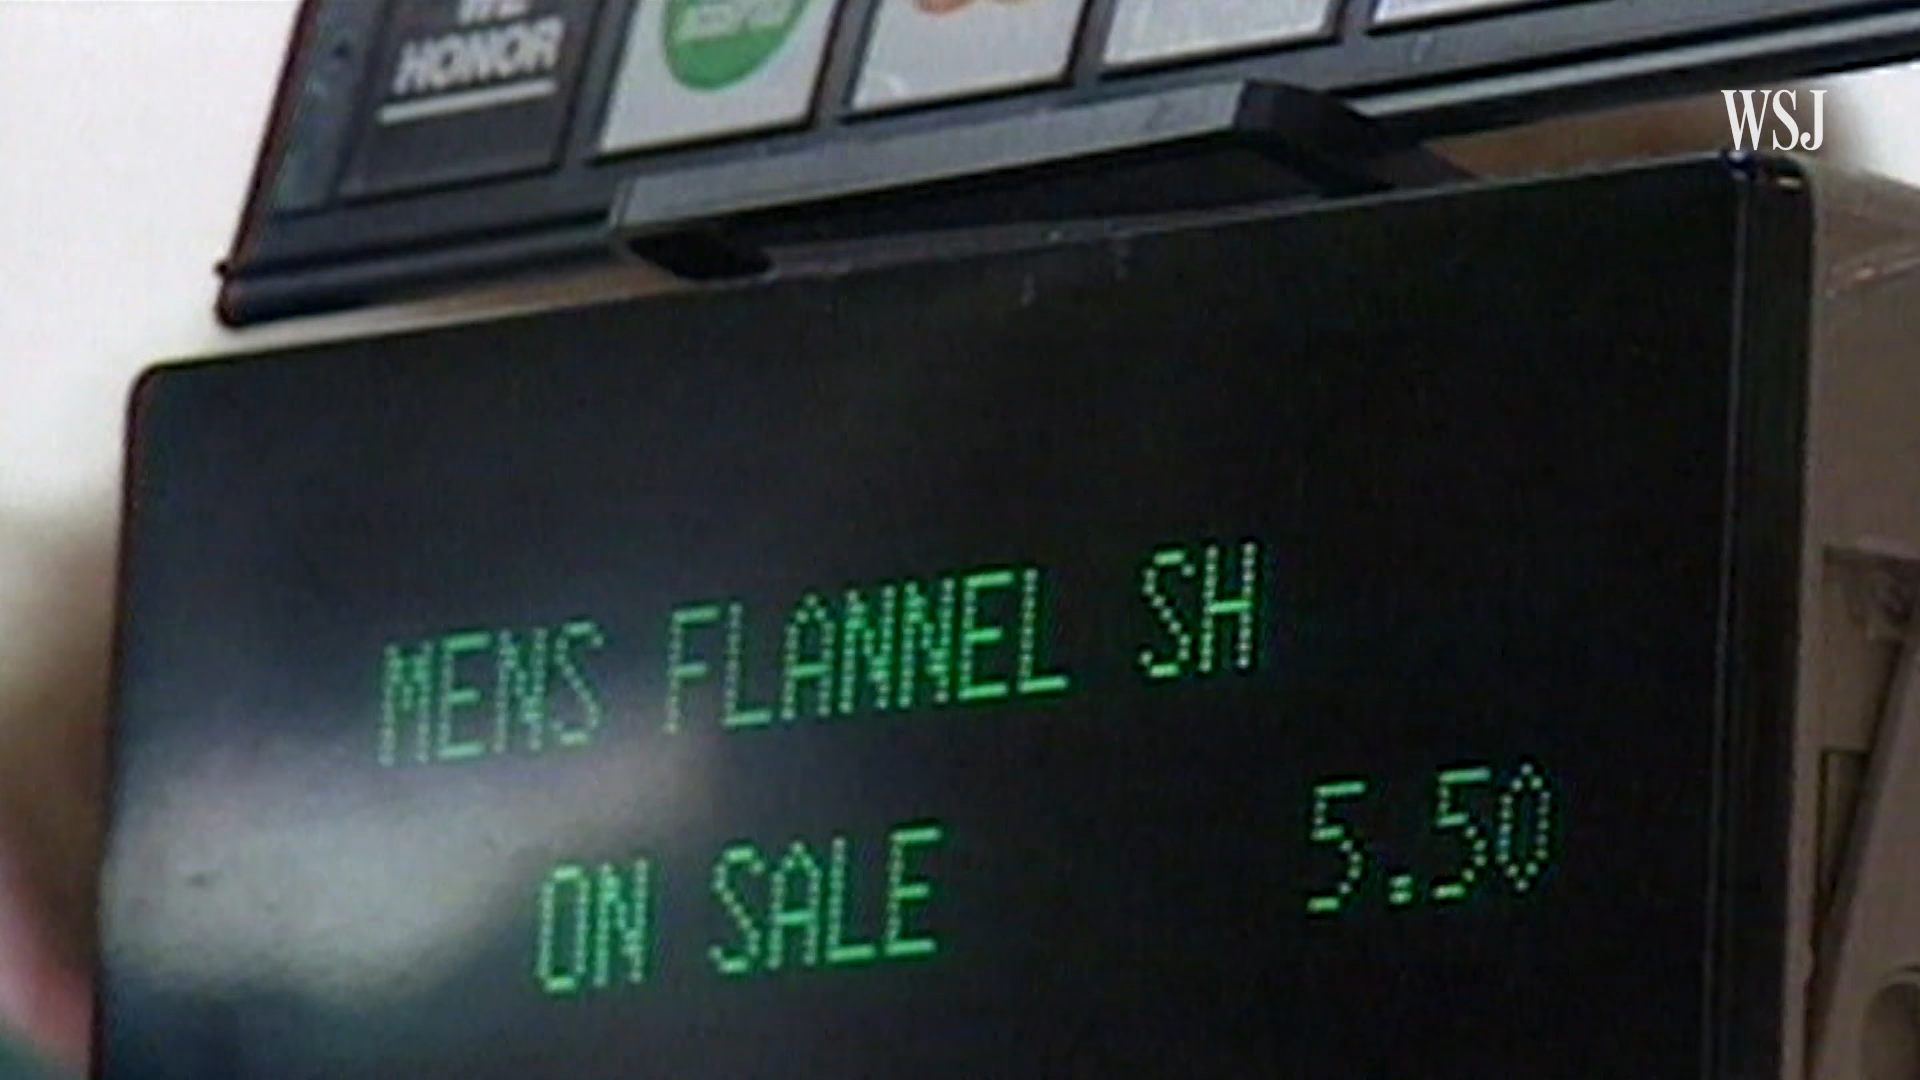 WE
HONOR
WSJ
MENS FLANNEL SH
ON SALE 5.50